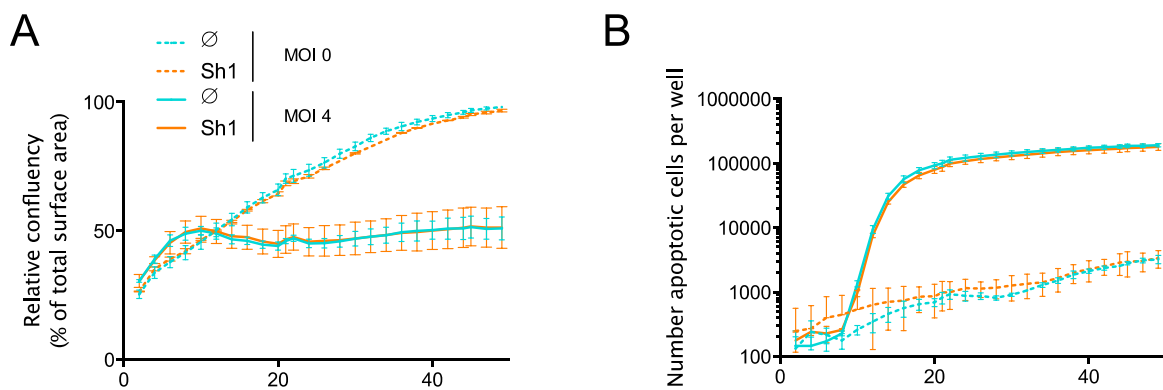 A
∅
Sh1
MOI 0
∅
Sh1
MOI 4
Relative confluency
(% of total surface area)
100
50
0
0
20
40
B
Number apoptotic cells per well
1000000
100000
10000
1000
100
0
20
40